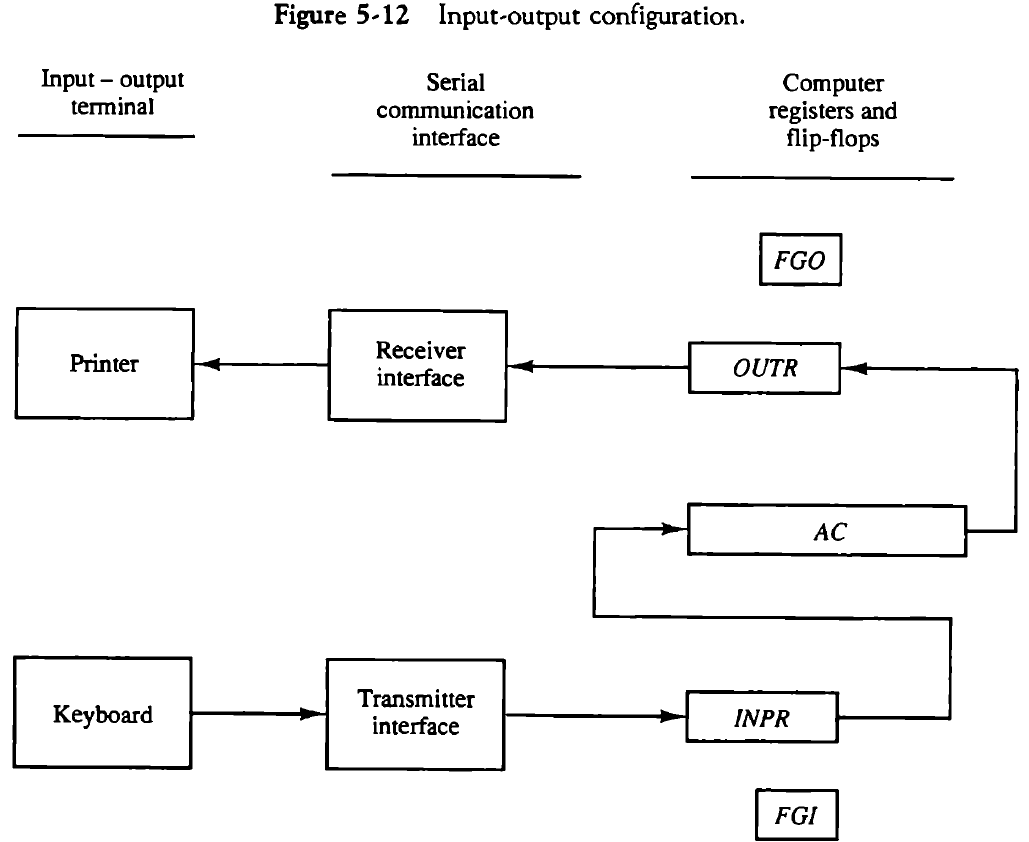 Figure 5-12 Input-output configuration.
Input – output
terminal
Serial
communication
interface
Computer
registers and
flip-flops
FGO
Printer
Receiver
interface
OUTR
AC
Keyboard
Transmitter
interface
INPR
FGI